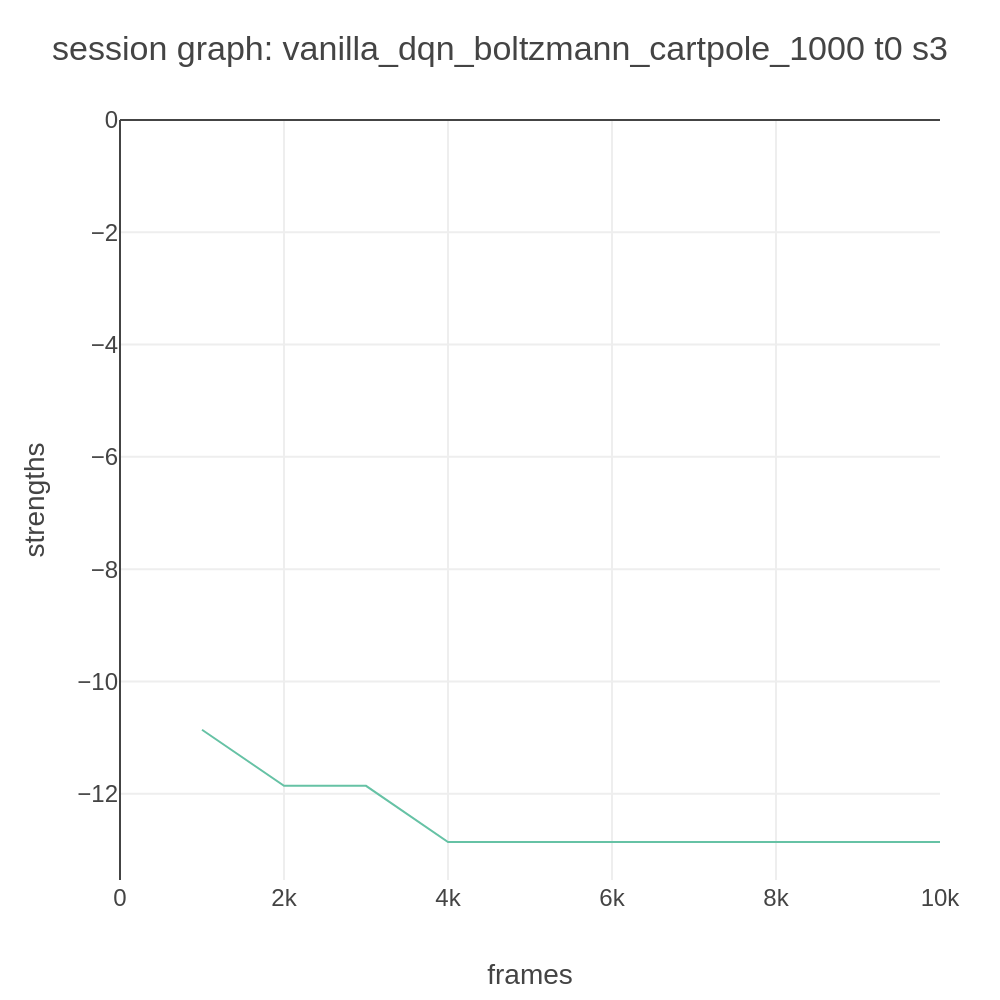 session graph: vanilla_dqn_boltzmann_cartpole_1000 t0 s3
0
−2
−4
−6
−8
−10
−12
strengths
0 2k 4k 6k 8k 10k
frames